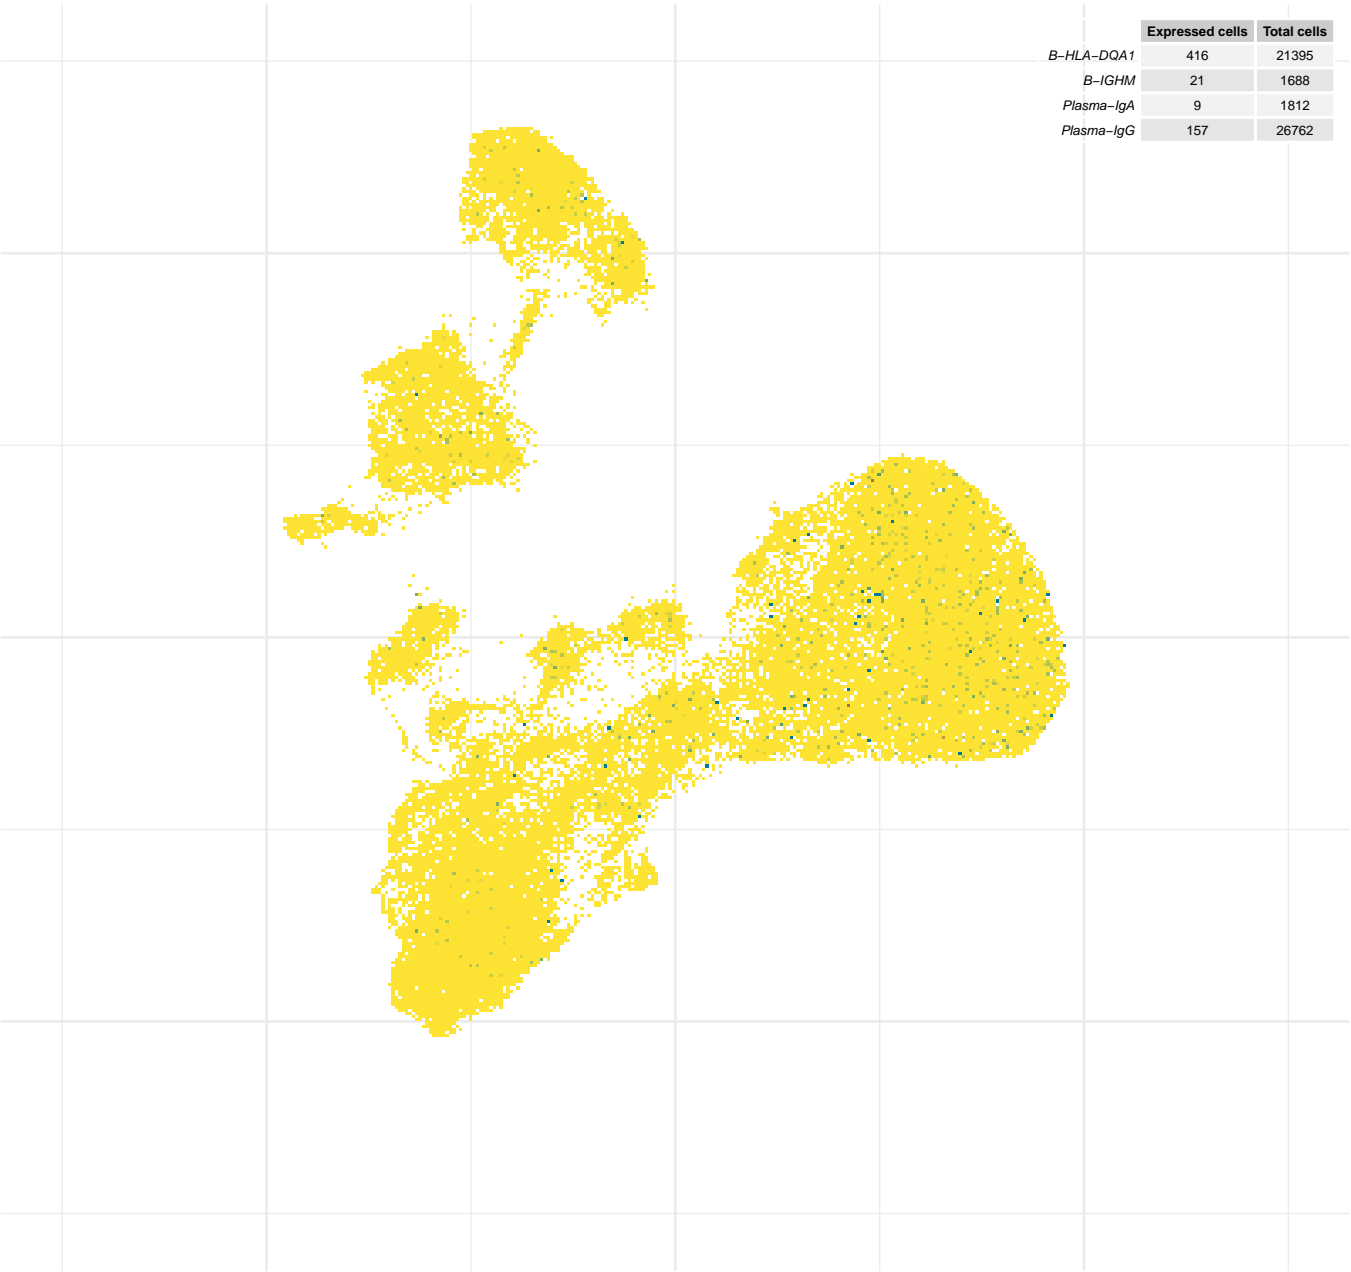 Expressed cells Total cells
B−HLA−DQA1 416 21395
B−IGHM 21 1688
Plasma−IgA 9 1812
Plasma−IgG 157 26762